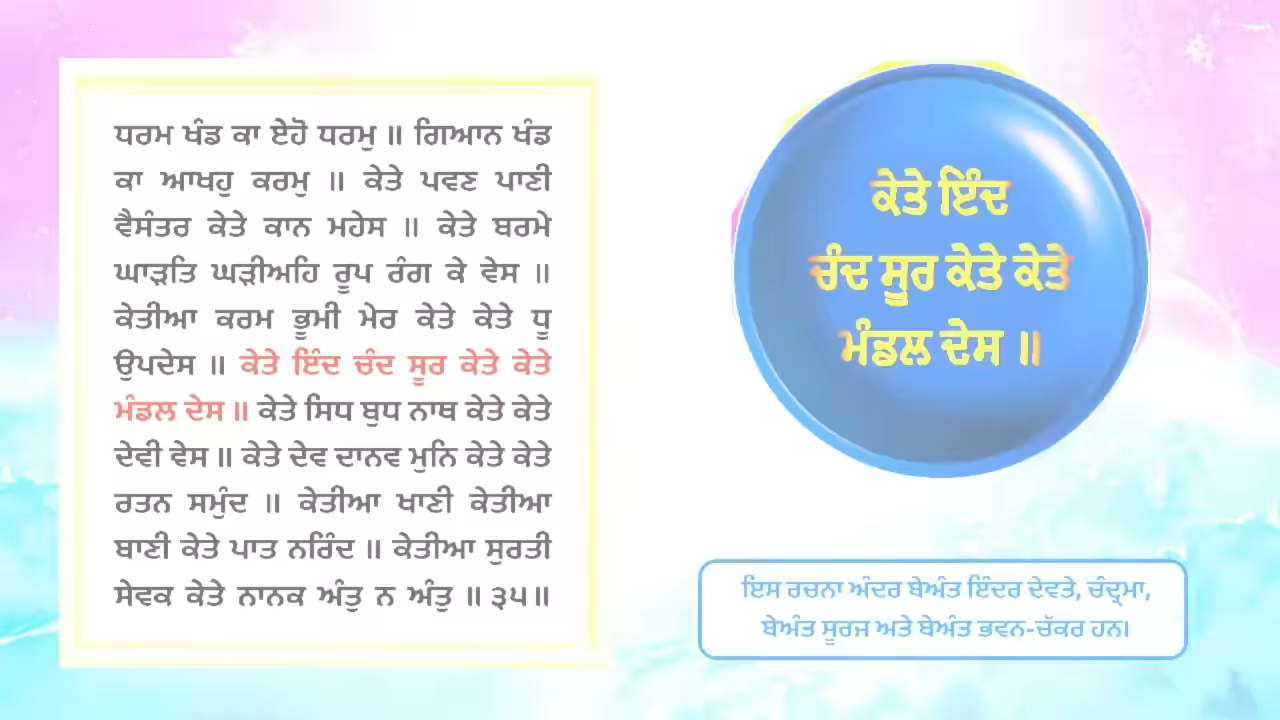 ਧਰਮ ਖੰਡ ਕਾ ਏਹੋ ਧਰਮੁ ॥ ਗਿਆਨ ਖੰਡ
ਕਾ ਆਖਹੁ ਕਰਮੁ ॥ ਕੇਤੇ ਪਵਣ ਪਾਣੀ
ਵੈਸੰਤਰ ਕੇਤੇ ਕਾਨ ਮਹੇਸ ॥ ਕੇਤੇ ਬਰਮੇ
ਘਾੜਤਿ ਘੜੀਅਹਿ ਰੂਪ ਰੰਗ ਕੇ ਵੇਸ ॥
ਕੇਤੀਆ ਕਰਮ ਭੂਮੀ ਮੇਰ ਕੇਤੇ ਕੇਤੇ ਧੂ
ਉਪਦੇਸ ॥ ਕੇਤੇ ਇੰਦ ਚੰਦ ਸੂਰ ਕੇਤੇ ਕੇਤੇ
ਮੰਡਲ ਦੇਸ ॥ ਕੇਤੇ ਸਿਧ ਬੁਧ ਨਾਥ ਕੇਤੇ ਕੇਤੇ
ਦੇਵੀ ਵੇਸ ॥ ਕੇਤੇ ਦੇਵ ਦਾਨਵ ਮੁਨਿ ਕੇਤੇ ਕੇਤੇ
ਰਤਨ ਸਮੁੰਦ ॥ ਕੇਤੀਆ ਖਾਣੀ ਕੇਤੀਆ
ਬਾਣੀ ਕੇਤੇ ਪਾਤ ਨਰਿੰਦ ॥ ਕੇਤੀਆ ਸੁਰਤੀ
ਸੇਵਕ ਕੇਤੇ ਨਾਨਕ ਅੰਤੁ ਨ ਅੰਤੁ ॥੩੫॥
ਕੇਤੇ ਇੰਦ
ਚੰਦ ਸੂਰ ਕੇਤੇ ਕੇਤੇ
ਮੰਡਲ ਦੇਸ ॥
ਇਸ ਰਚਨਾ ਅੰਦਰ ਬੇਅੰਤ ਇੰਦਰ ਦੇਵਤੇ, ਚੰਦ੍ਰਮਾ,
ਬੇਅੰਤ ਸੂਰਜ ਅਤੇ ਬੇਅੰਤ ਭਵਨ-ਚੱਕਰ ਹਨ।